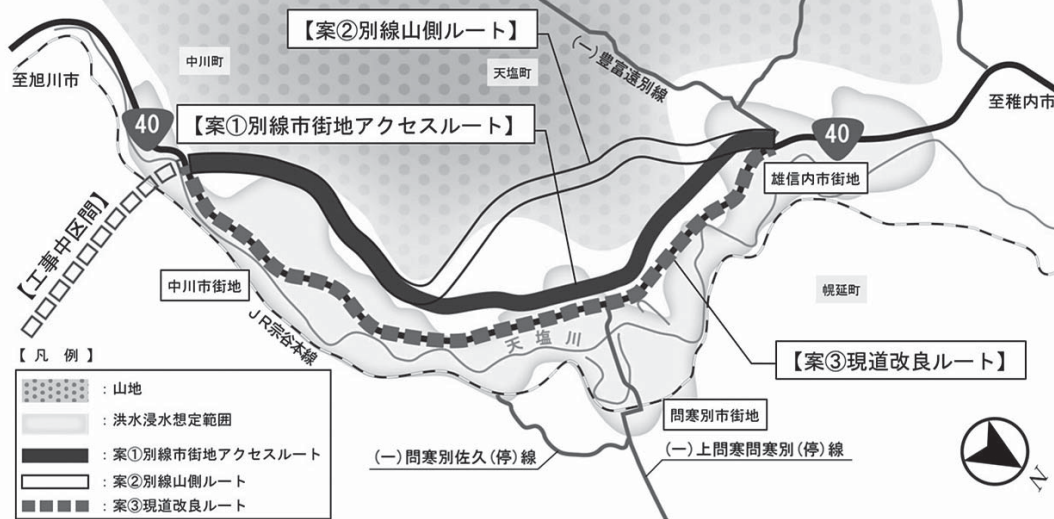 【案②別線山側ルート】
(一)豊富遠別線
中川町
天塩町
至旭川市
至稚内市
40
【案①別線市街地アクセスルート】
40
雄信内市街地
【工事中区間】
中川市街地
幌延町
JR宗谷本線
天塩川
【案③現道改良ルート】
【凡例】
：山地
：洪水浸水想定範囲
：案①別線市街地アクセスルート
：案②別線山側ルート
：案③現道改良ルート
問寒別市街地
(一)問寒別佐久(停)線
(一)上問寒問寒別(停)線
N